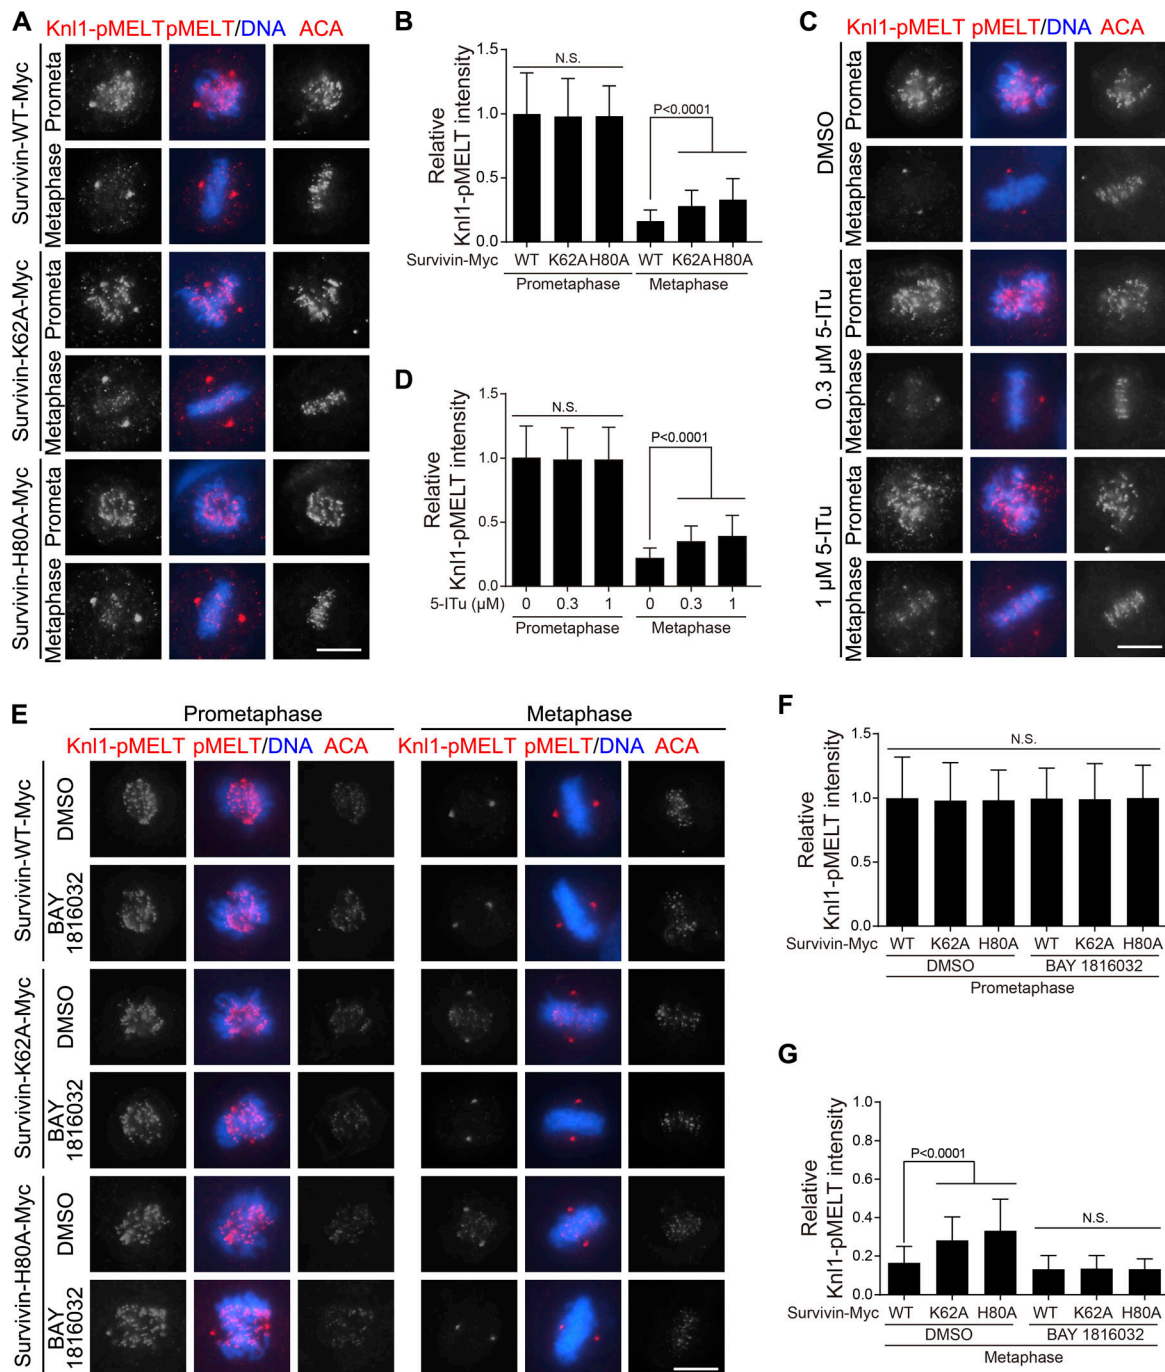 A
Knl1-pMELT pMELT/DNA ACA
Survivin-WT-Myc
Prometa
Metaphase
Survivin-K62A-Myc
Prometa
Metaphase
Survivin-H80A-Myc
Prometa
Metaphase
B
Relative
Knl1-pMELT intensity
1.5
1.0
0.5
0.0
N.S.
P<0.0001
Survivin-Myc WT K62A H80A WT K62A H80A
Prometaphase Metaphase
C
Knl1-pMELT pMELT/DNA ACA
DMSO
Prometa
Metaphase
0.3 µM 5-ITu
Prometa
Metaphase
1 µM 5-ITu
Prometa
Metaphase
D
Relative
Knl1-pMELT intensity
1.5
1.0
0.5
0.0
N.S.
P<0.0001
5-ITu (µM) 0 0.3 1 0 0.3 1
Prometaphase Metaphase
E
Prometaphase Metaphase
Knl1-pMELT pMELT/DNA ACA Knl1-pMELT pMELT/DNA ACA
Survivin-WT-Myc
DMSO
BAY
1816032
Survivin-K62A-Myc
DMSO
BAY
1816032
Survivin-H80A-Myc
DMSO
BAY
1816032
F
Relative
Knl1-pMELT intensity
1.5
1.0
0.5
0.0
N.S.
Survivin-Myc WT K62A H80A WT K62A H80A
DMSO BAY 1816032
Prometaphase
G
Relative
Knl1-pMELT intensity
1.0
0.8
0.6
0.4
0.2
0.0
P<0.0001
N.S.
Survivin-Myc WT K62A H80A WT K62A H80A
DMSO BAY 1816032
Metaphase